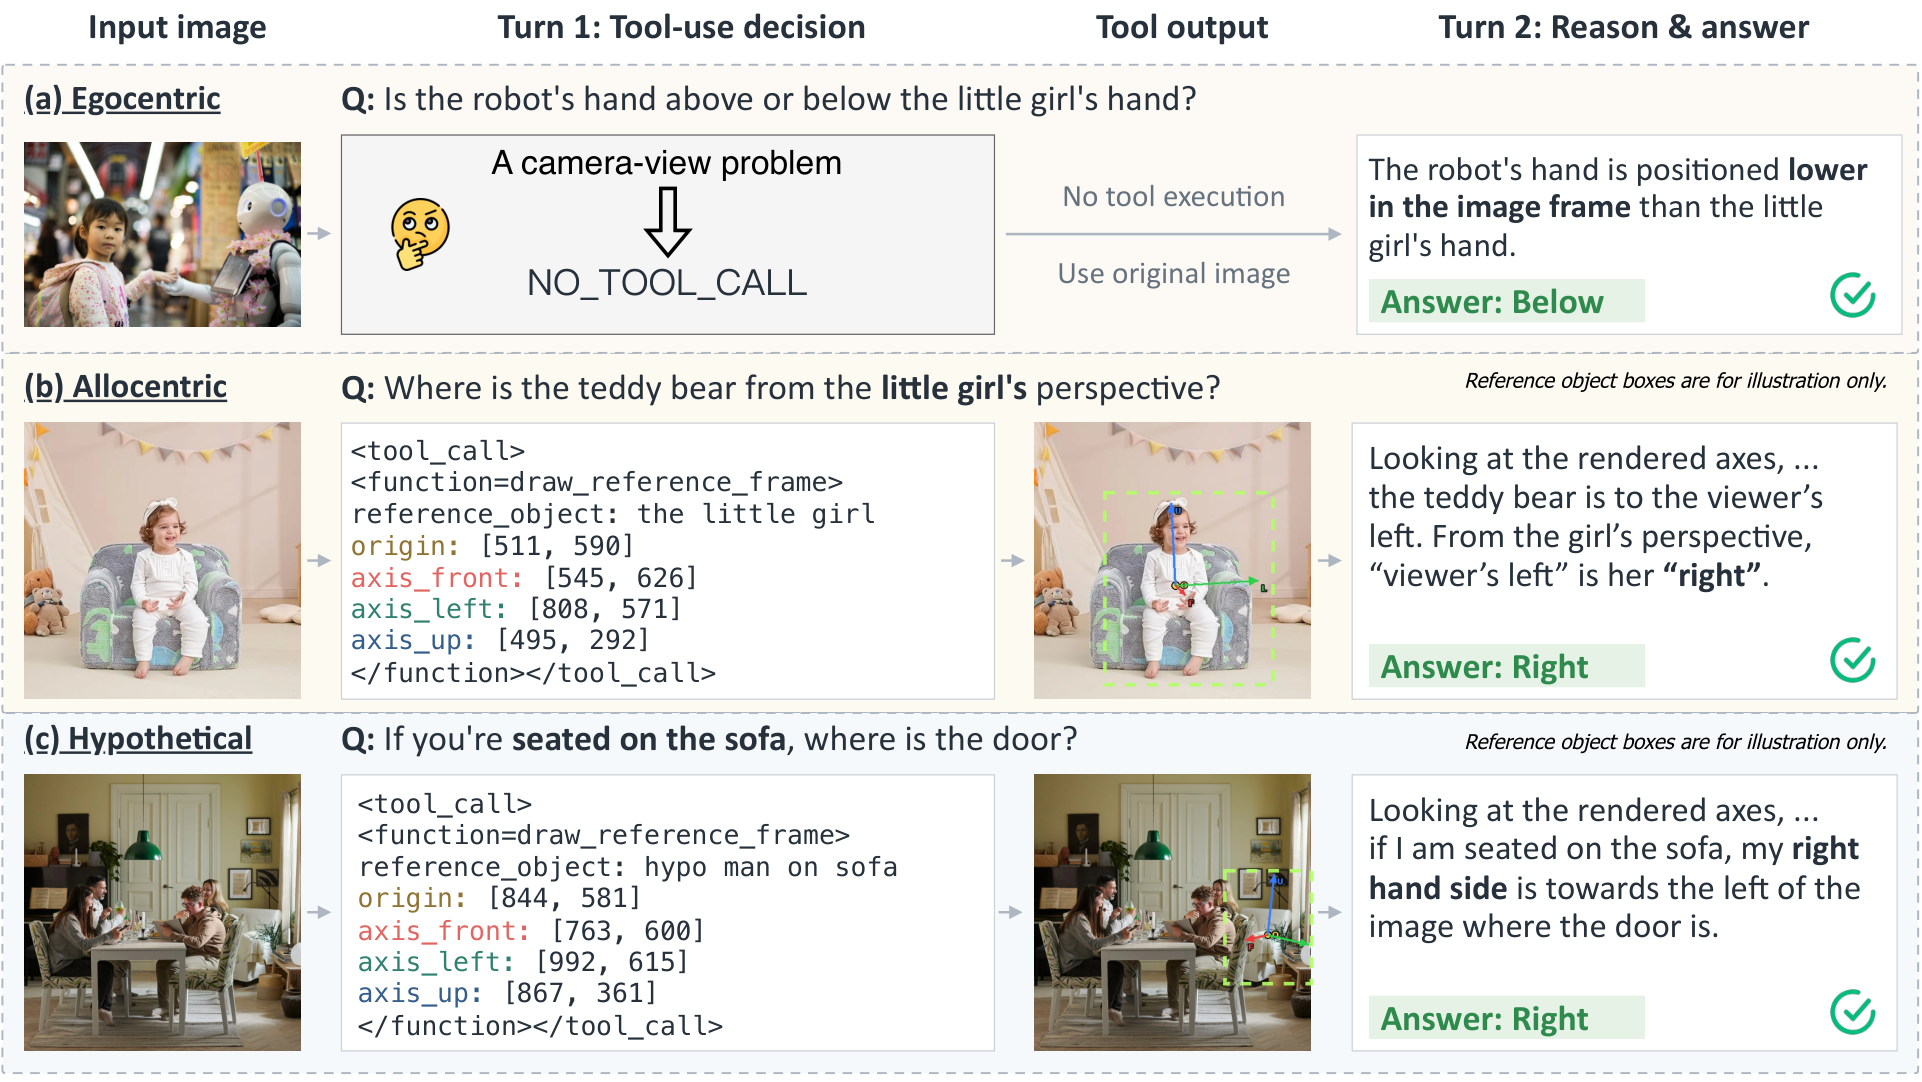 Input image
Turn 1: Tool-use decision
Tool output
Turn 2: Reason & answer
(a) Egocentric
Q: Is the robot's hand above or below the little girl's hand?
A camera-view problem
NO_TOOL_CALL
No tool execution
Use original image
The robot's hand is positioned lower
in the image frame than the little
girl's hand.
Answer: Below
(b) Allocentric
Q: Where is the teddy bear from the little girl's perspective?
Reference object boxes are for illustration only.
<tool_call>
<function=draw_reference_frame>
reference_object: the little girl
origin: [511, 590]
axis_front: [545, 626]
axis_left: [808, 571]
axis_up: [495, 292]
</function></tool_call>
U
O
F
L
Looking at the rendered axes, ...
the teddy bear is to the viewer’s
left. From the girl’s perspective,
“viewer’s left” is her “right”.
Answer: Right
(c) Hypothetical
Q: If you're seated on the sofa, where is the door?
Reference object boxes are for illustration only.
<tool_call>
<function=draw_reference_frame>
reference_object: hypo man on sofa
origin: [844, 581]
axis_front: [763, 600]
axis_left: [992, 615]
axis_up: [867, 361]
</function></tool_call>
U
O
F
Looking at the rendered axes, ...
if I am seated on the sofa, my right
hand side is towards the left of the
image where the door is.
Answer: Right